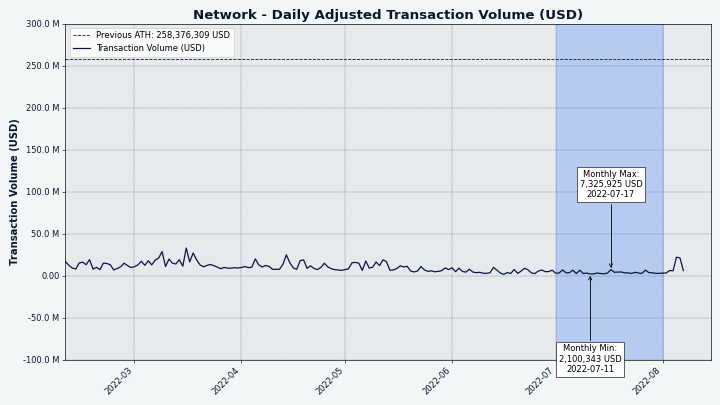 Network - Daily Adjusted Transaction Volume (USD)
Previous ATH: 258,376,309 USD
Transaction Volume (USD)
Transaction Volume (USD)
300.0 M
250.0 M
200.0 M
150.0 M
100.0 M
50.0 M
0.00
-50.0 M
-100.0 M
Monthly Max:
7,325,925 USD
2022-07-17
Monthly Min:
2,100,343 USD
2022-07-11
2022-03
2022-04
2022-05
2022-06
2022-07
2022-08